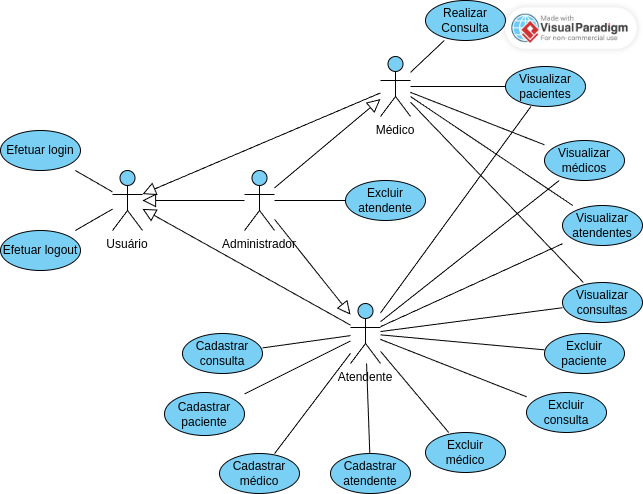 Realizar
Consulta
Made with
VisualParadigm
For non-commercial use
Visualizar
pacientes
Médico
Efetuar login
Visualizar
médicos
Excluir
atendente
Visualizar
atendentes
Efetuar logout
Usuário
Administrador
Visualizar
consultas
Cadastrar
consulta
Excluir
paciente
Atendente
Cadastrar
paciente
Excluir
consulta
Excluir
médico
Cadastrar
médico
Cadastrar
atendente